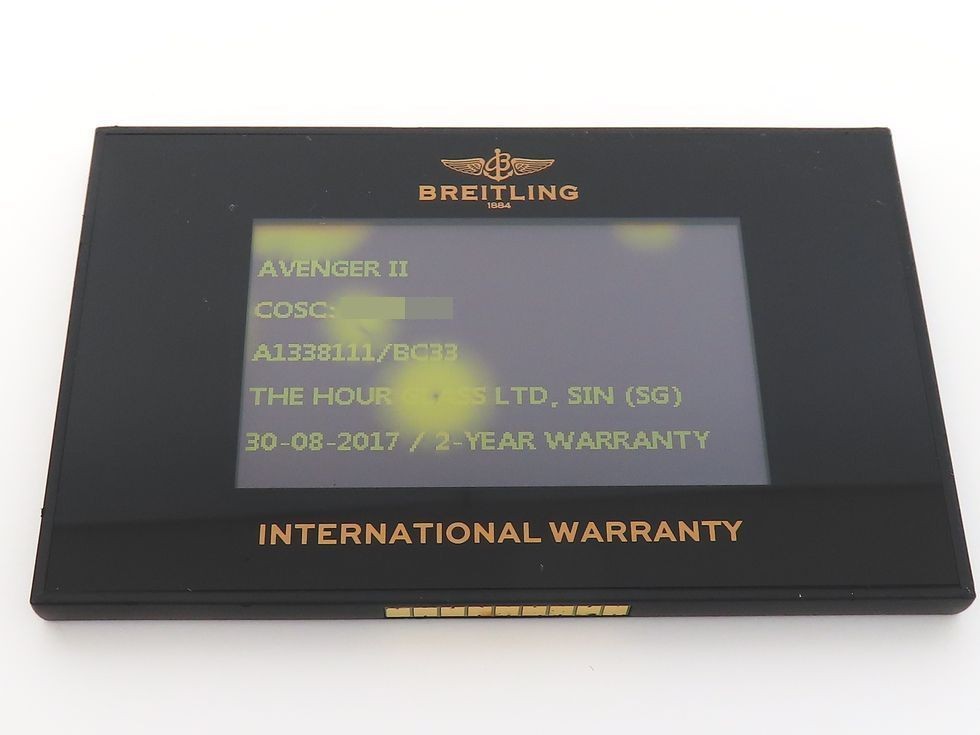 BREITLING
1884
AVENGER II
COSC:
A1338111/BC33
THE HOUR GLASS LTD, SIN (SG)
30-08-2017 / 2-YEAR WARRANTY
INTERNATIONAL WARRANTY